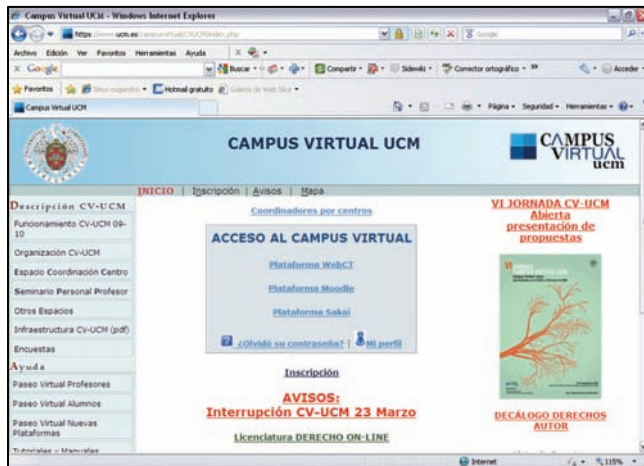 Campus Virtual UCM - Windows Internet Explorer
Google
Archivo Edición Ver Favoritos Herramientas Ayuda
Google Buscar Compartir Sidewiki Corrector ortográfico Acceder
Favoritos Hotmail gratuito
Campus Virtual UCM Página Seguridad Herramientas
CAMPUS VIRTUAL UCM
CAMPUS
VIRTUAL
ucm
INICIO | Inscripción | Avisos | Mapa
Descripción CV-UCM
Funcionamiento CV-UCM 09-
10
Organización CV-UCM
Espacio Coordinación Centro
Seminario Personal Profesor
Otros Espacios
Infraestructura CV-UCM (pdf)
Encuestas
Ayuda
Paseo Virtual Profesores
Paseo Virtual Alumnos
Paseo Virtual Nuevas
Plataformas
Tutoriales - Manuales
Coordinadores por centros
ACCESO AL CAMPUS VIRTUAL
Plataforma WebCT
Plataforma Moodle
Plataforma Sakai
¿Olvidó su contraseña? | Mi perfil
Inscripción
AVISOS:
Interrupción CV-UCM 23 Marzo
Licenciatura DERECHO ON-LINE
VI JORNADA CV-UCM
Abierta
presentación de
propuestas
DECÁLOGO DERECHOS
AUTOR
Internet 115%